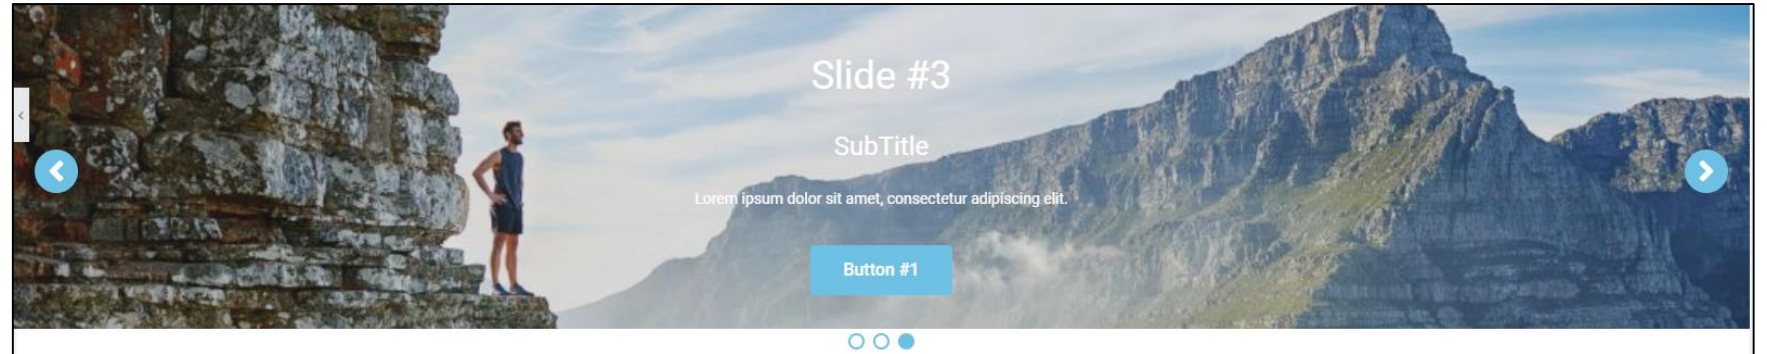 Slide #3
SubTitle
Lorem ipsum dolor sit amet, consectetur adipiscing elit.
Button #1